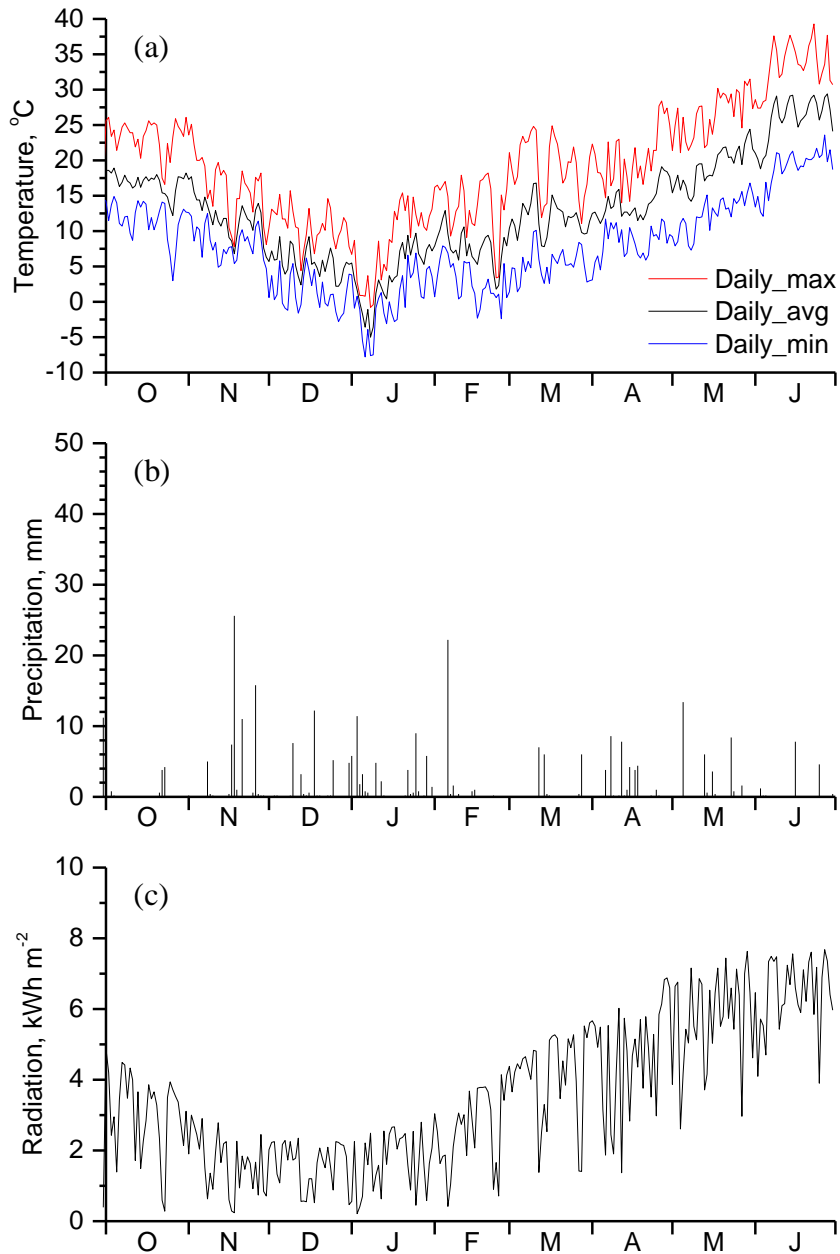 (a)
40
35
30
25
20
15
10
5
0
-5
-10
Temperature, °C
Daily_max
Daily_avg
Daily_min
O N D J F M A M J
(b)
50
40
30
20
10
0
Precipitation, mm
O N D J F M A M J
(c)
10
8
6
4
2
0
Radiation, kWh m-2
O N D J F M A M J